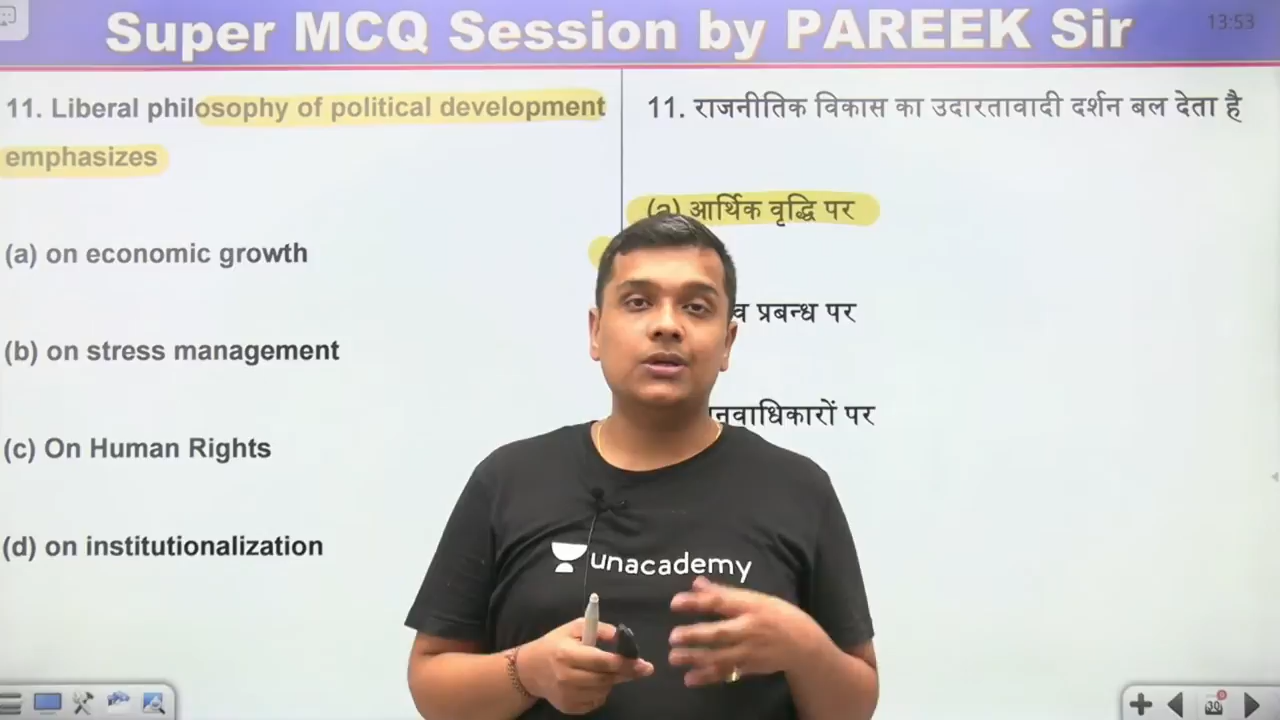 Super MCQ Session by PAREEK Sir
13:53
11. Liberal philosophy of political development
emphasizes
(a) on economic growth
(b) on stress management
(c) On Human Rights
(d) on institutionalization
11. राजनीतिक विकास का उदारतावादी दर्शन बल देता है
(a) आर्थिक वृद्धि पर
प्रबन्ध पर
पर
unacademy